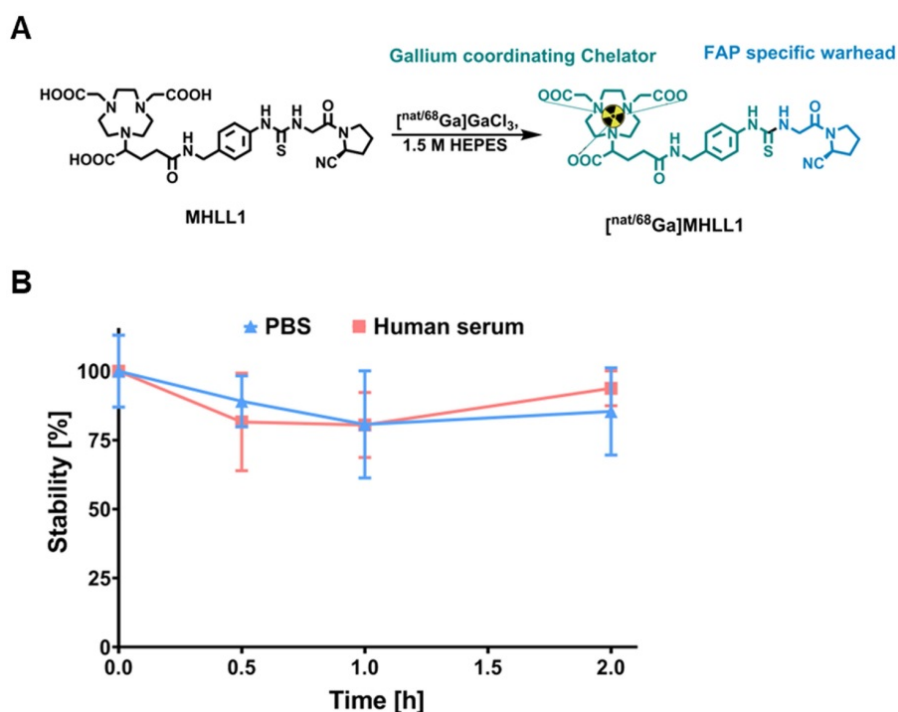 A
Gallium coordinating Chelator
FAP specific warhead
HOOC
COOH
N
N
N
HOOC
O
H
N
H
N
S
H
N
O
N
NC
[nat/68Ga]GaCl3,
1.5 M HEPES
OOC
COO
N
N
N
OOC
O
H
N
H
N
S
H
N
O
N
NC
MHLL1
[nat/68Ga]MHLL1
B
PBS
Human serum
Stability [%]
100
75
50
25
0
0.0
0.5
1.0
1.5
2.0
Time [h]